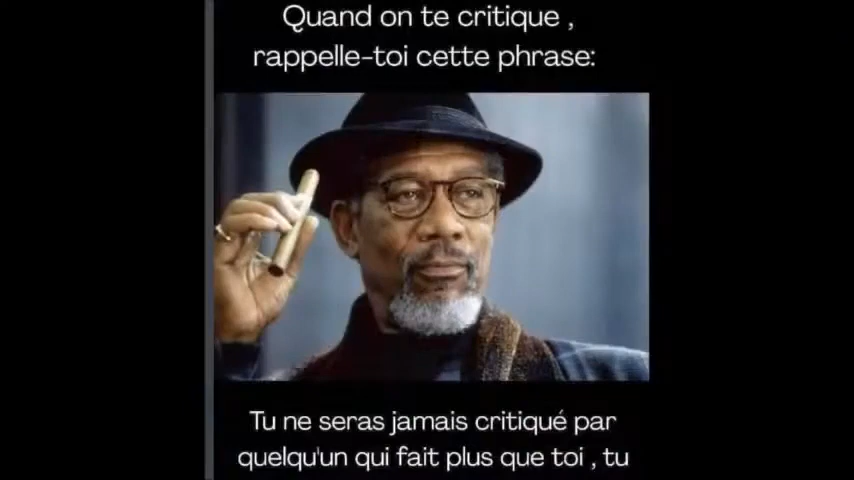 Quand on te critique ,
rappelle-toi cette phrase:
Tu ne seras jamais critiqué par
quelqu'un qui fait plus que toi , tu